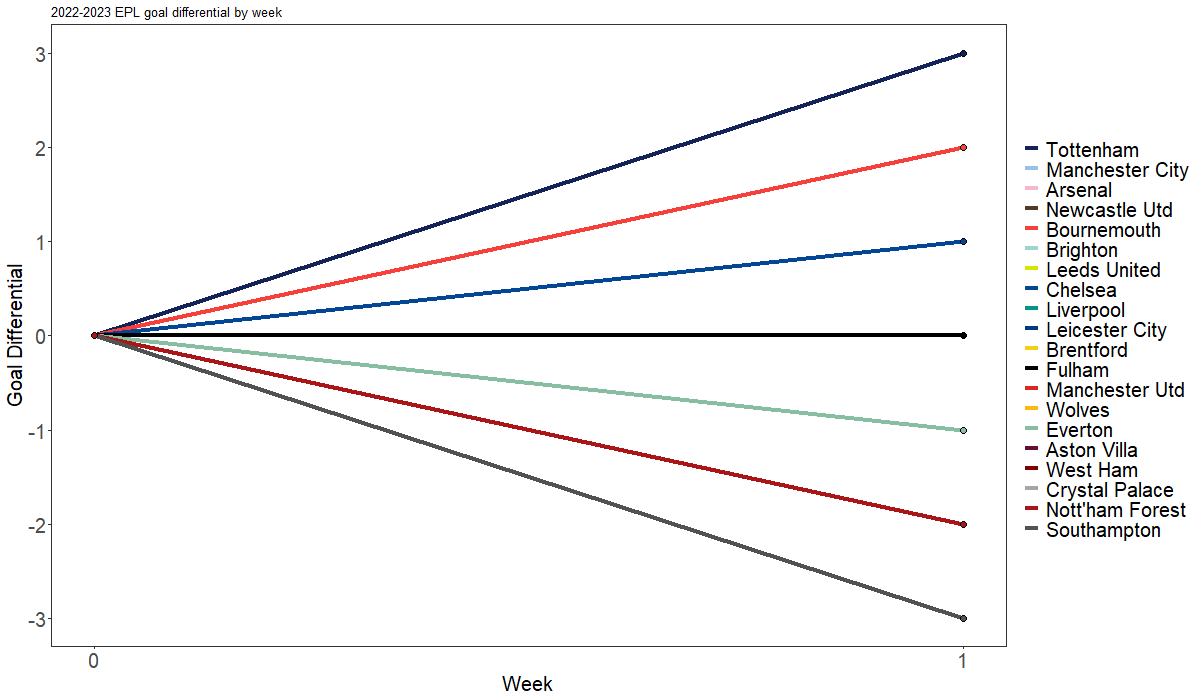 2022-2023 EPL goal differential by week
Goal Differential
3
2
1
0
-1
-2
-3
0
1
Week
Tottenham
Manchester City
Arsenal
Newcastle Utd
Bournemouth
Brighton
Leeds United
Chelsea
Liverpool
Leicester City
Brentford
Fulham
Manchester Utd
Wolves
Everton
Aston Villa
West Ham
Crystal Palace
Nott'ham Forest
Southampton